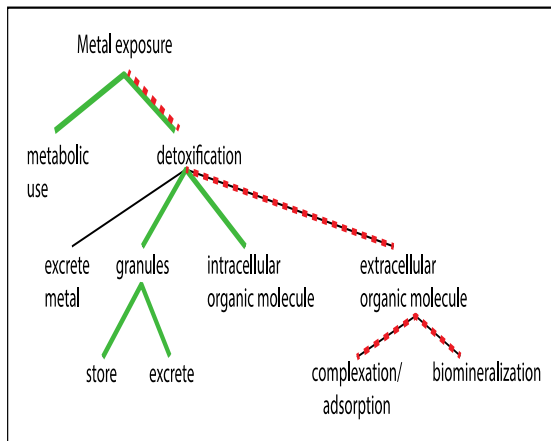 Metal exposure
metabolic
use
detoxification
excrete
metal
granules
intracellular
organic molecule
extracellular
organic molecule
store
excrete
complexation/
adsorption
biomineralization